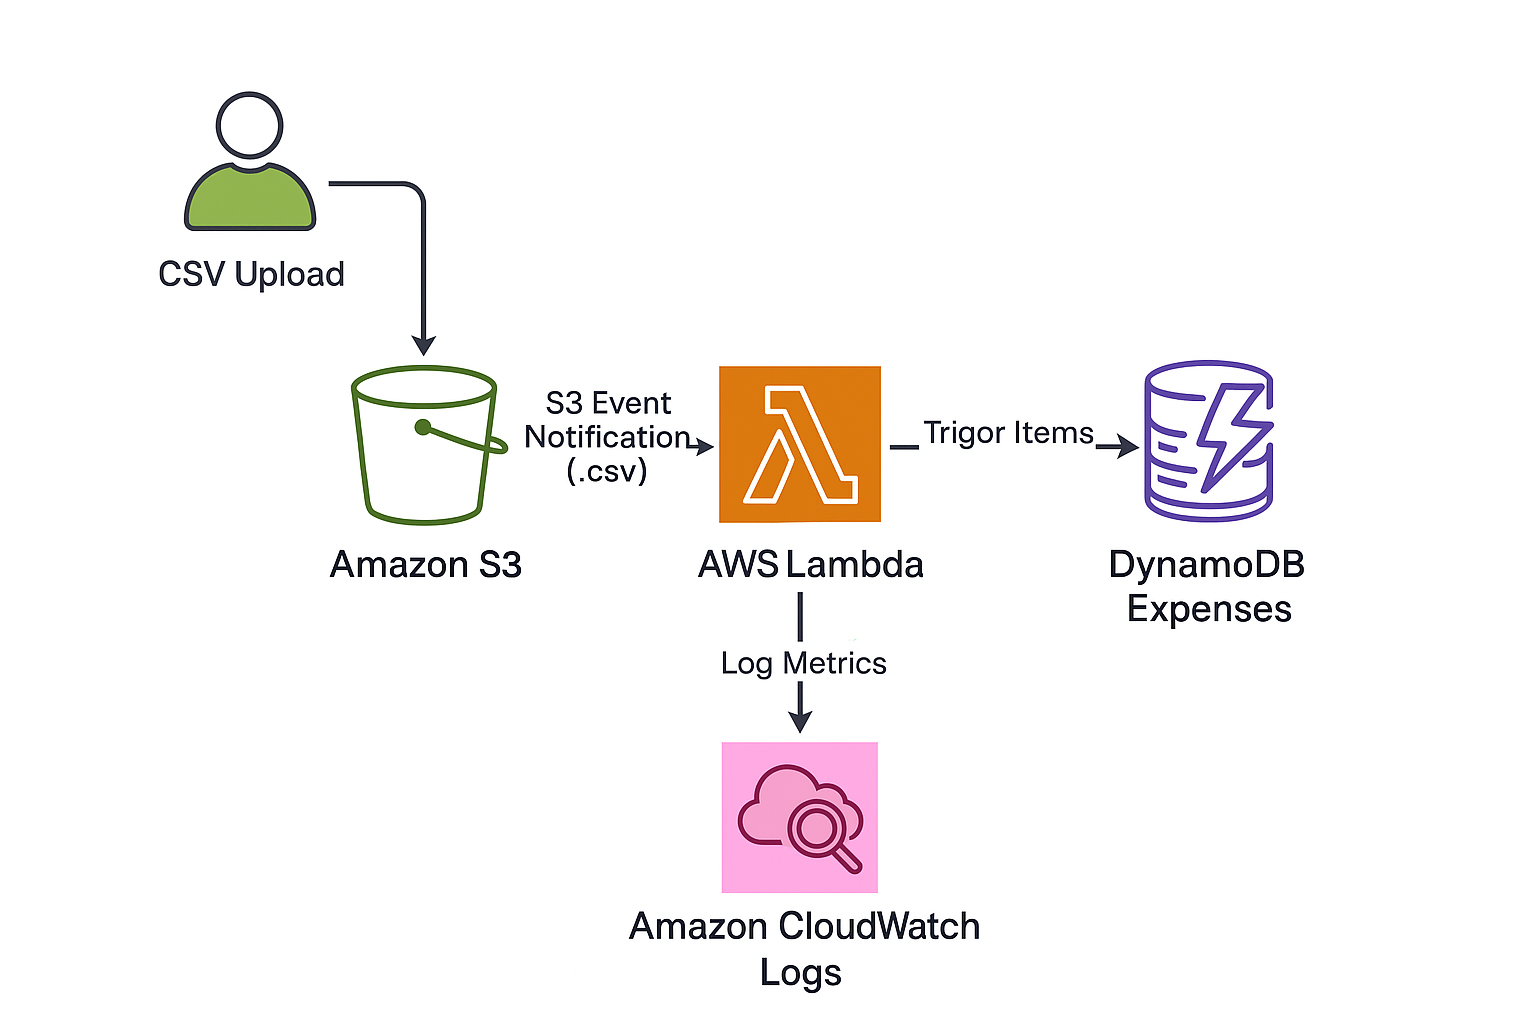 CSV Upload
S3 Event
Notification
(.csv)
Trigor Items
Amazon S3
AWS Lambda
DynamoDB
Expenses
Log Metrics
Amazon CloudWatch
Logs